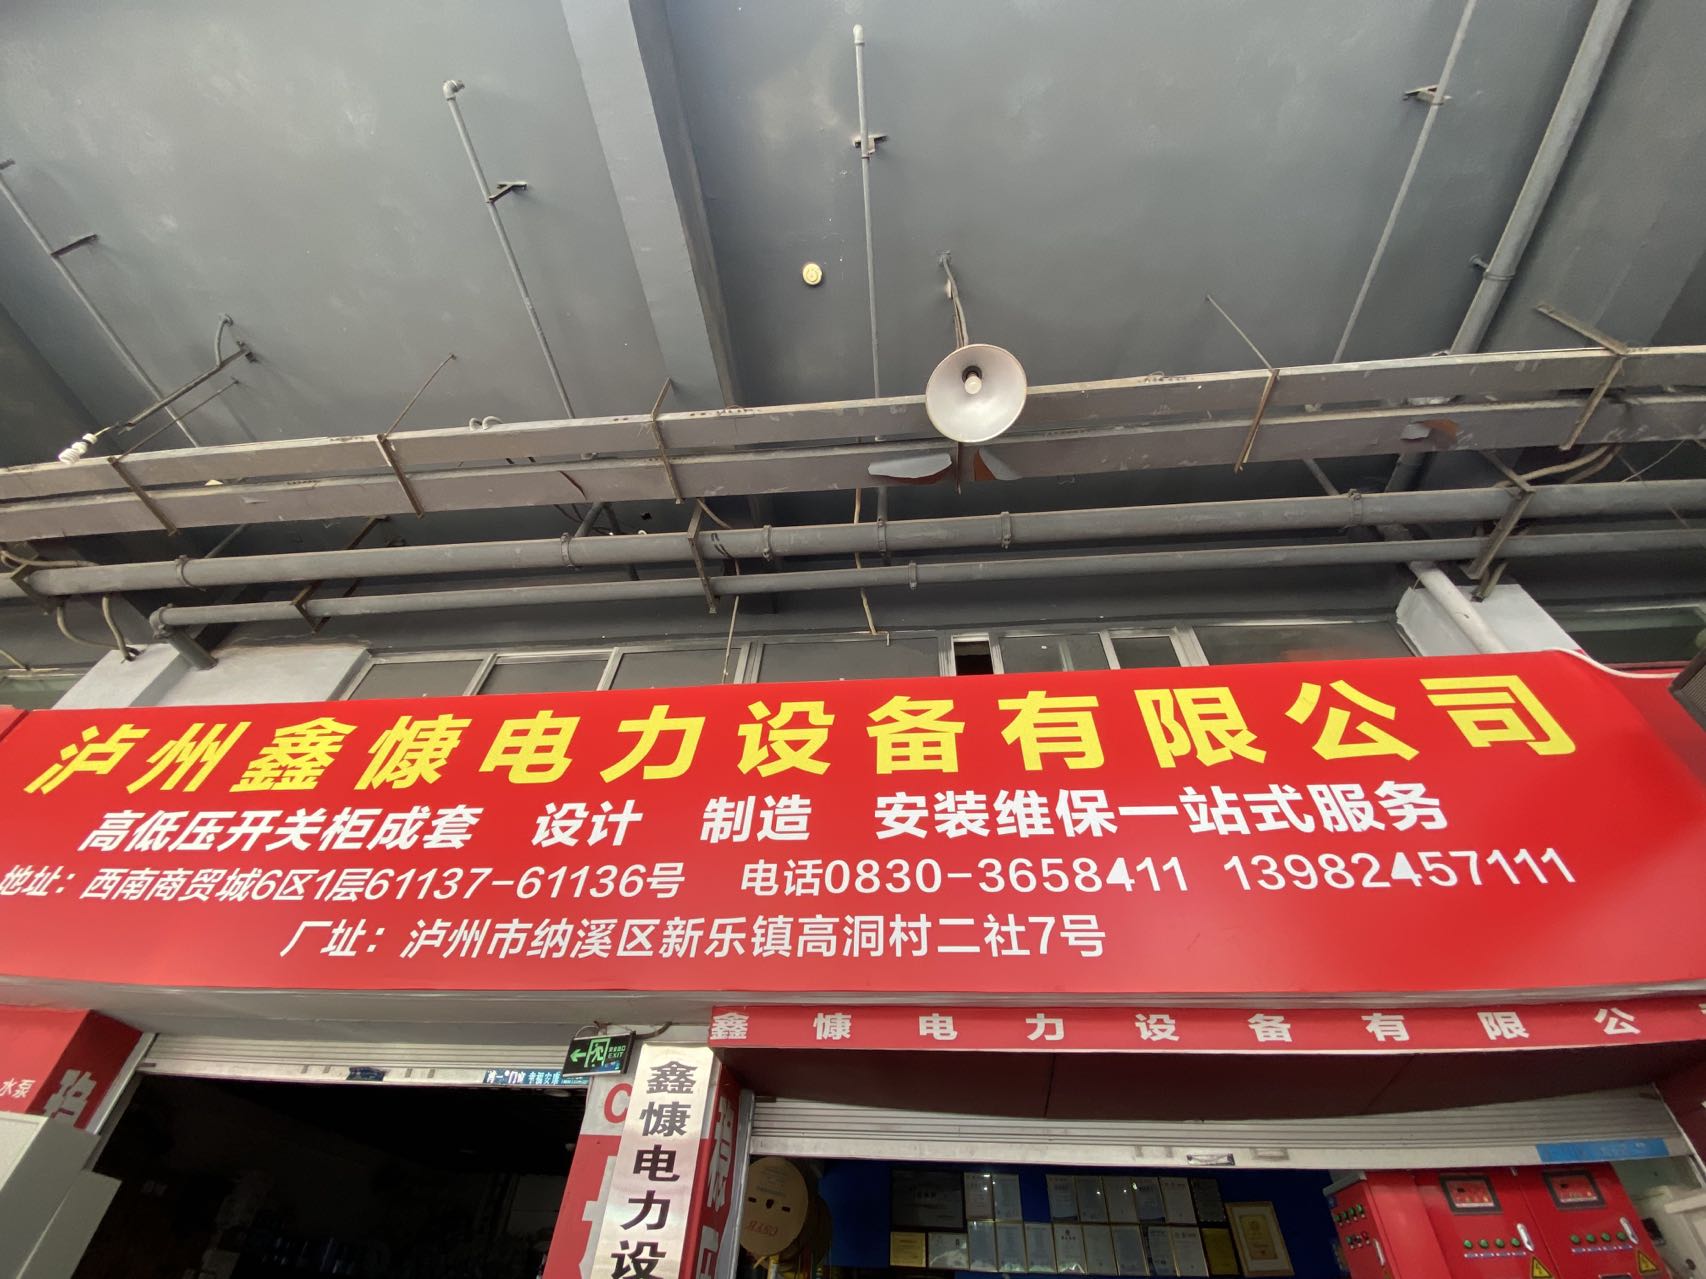 泸州鑫慷电力设备有限公司
高低压开关柜成套 设计 制造 安装维保一站式服务
地址：西南商贸城6区1层61137-61136号 电话0830-3658411 13982457111
厂址：泸州市纳溪区新乐镇高洞村二社7号
鑫慷电力设备有限公
EXIT
水泵
鑫慷电力设